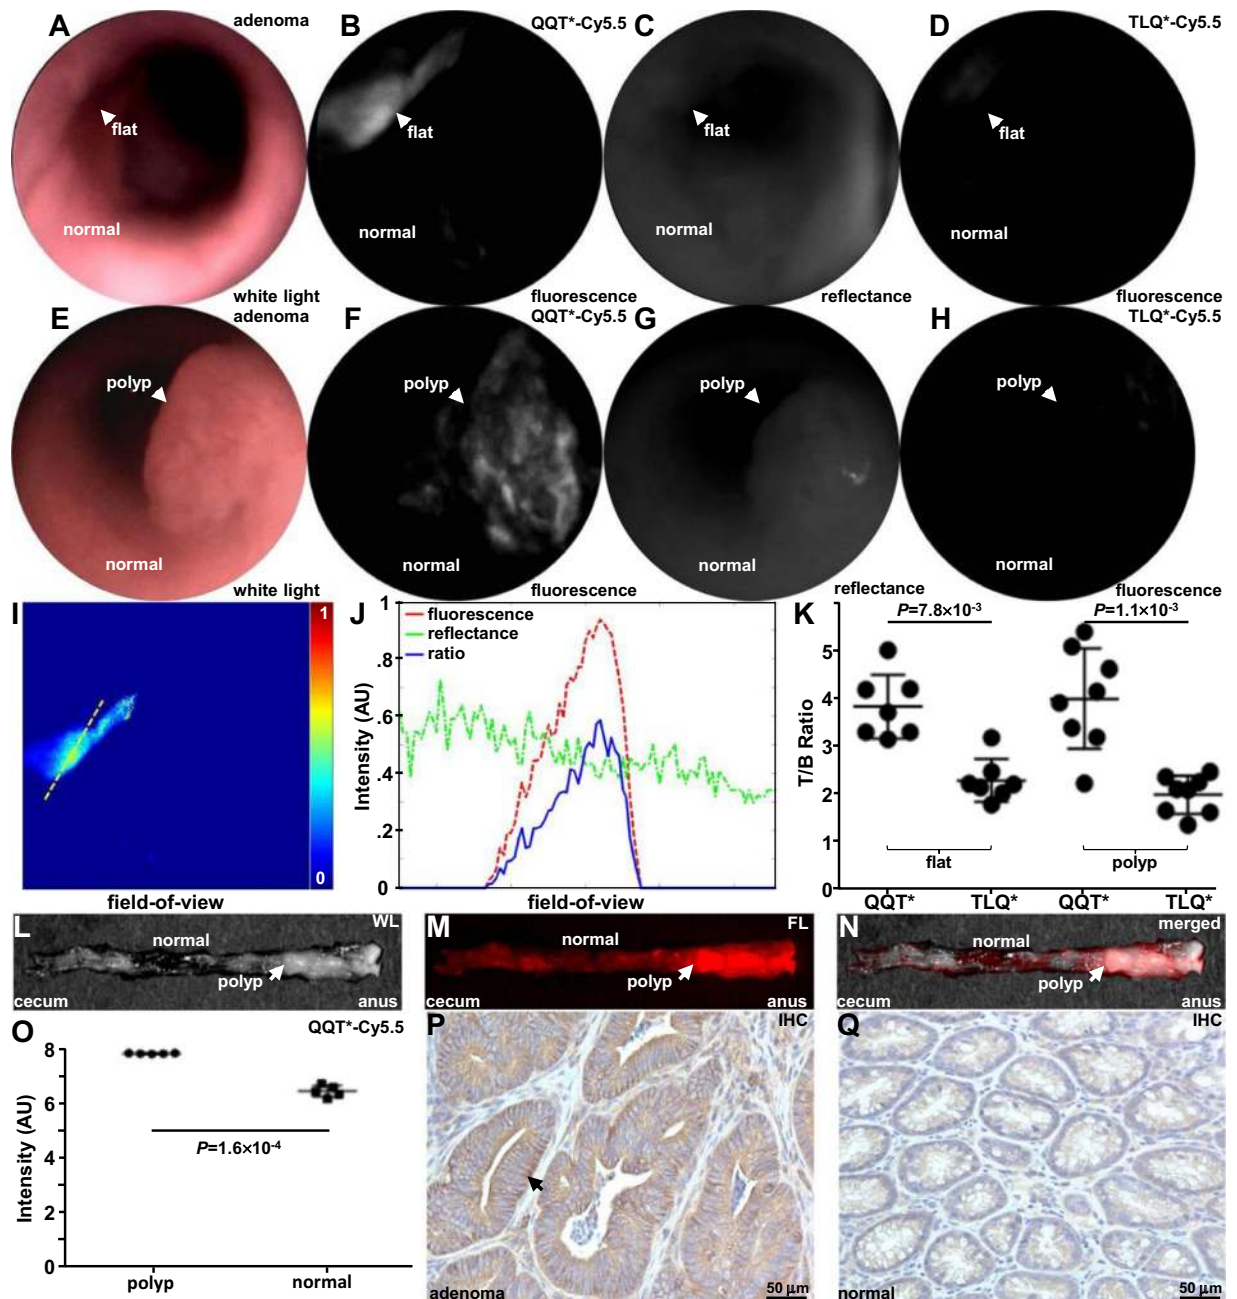 A
adenoma
B
QQT*-Cy5.5
C
D
TLQ*-Cy5.5
flat
flat
flat
flat
normal
normal
normal
normal
white light
fluorescence
reflectance
fluorescence
E
adenoma
F
QQT*-Cy5.5
G
H
TLQ*-Cy5.5
polyp
polyp
polyp
polyp
normal
normal
normal
normal
white light
fluorescence
reflectance
fluorescence
I
1
0
field-of-view
J
fluorescence
reflectance
ratio
1
.8
.6
.4
.2
0
Intensity (AU)
field-of-view
K
P=7.8×10-3
P=1.1×10-3
5
4
3
2
1
0
T/B Ratio
flat
polyp
QQT*
TLQ*
QQT*
TLQ*
L
WL
normal
polyp
cecum
anus
M
FL
normal
polyp
cecum
anus
N
merged
normal
polyp
cecum
anus
O
QQT*-Cy5.5
8
6
4
2
0
Intensity (AU)
P=1.6×10-4
polyp
normal
P
IHC
adenoma
50 μm
Q
IHC
normal
50 μm